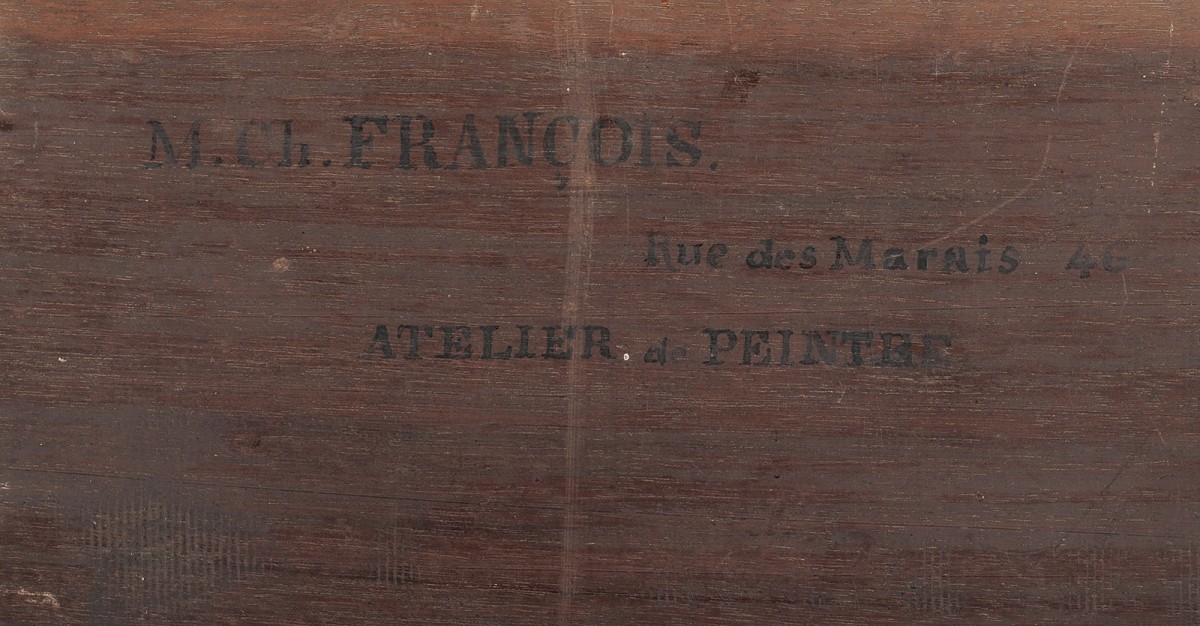 M. Ch. FRANÇOIS.
Rue des Marais 46
ATELIER de PEINTRE